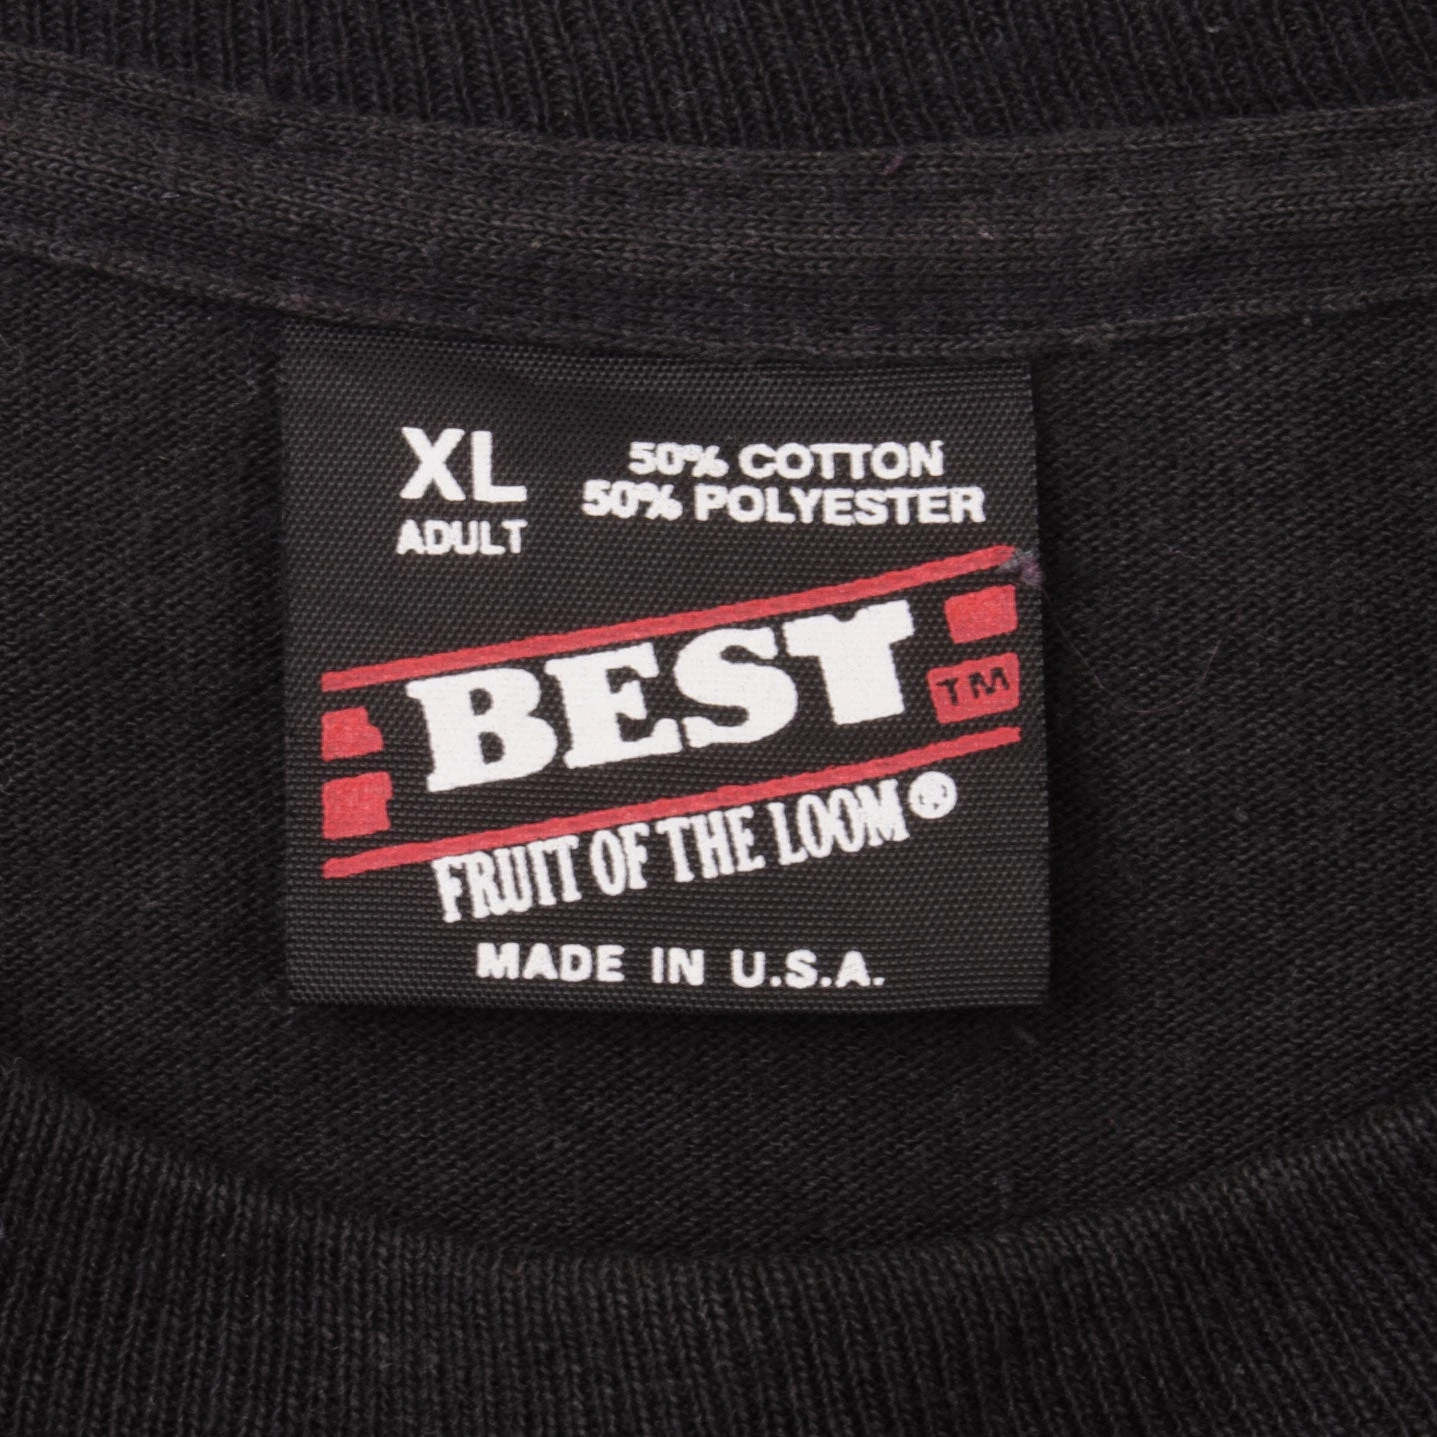 XL
ADULT
50% COTTON
50% POLYESTER
BEST
TM
FRUIT OF THE LOOM®
MADE IN U.S.A.